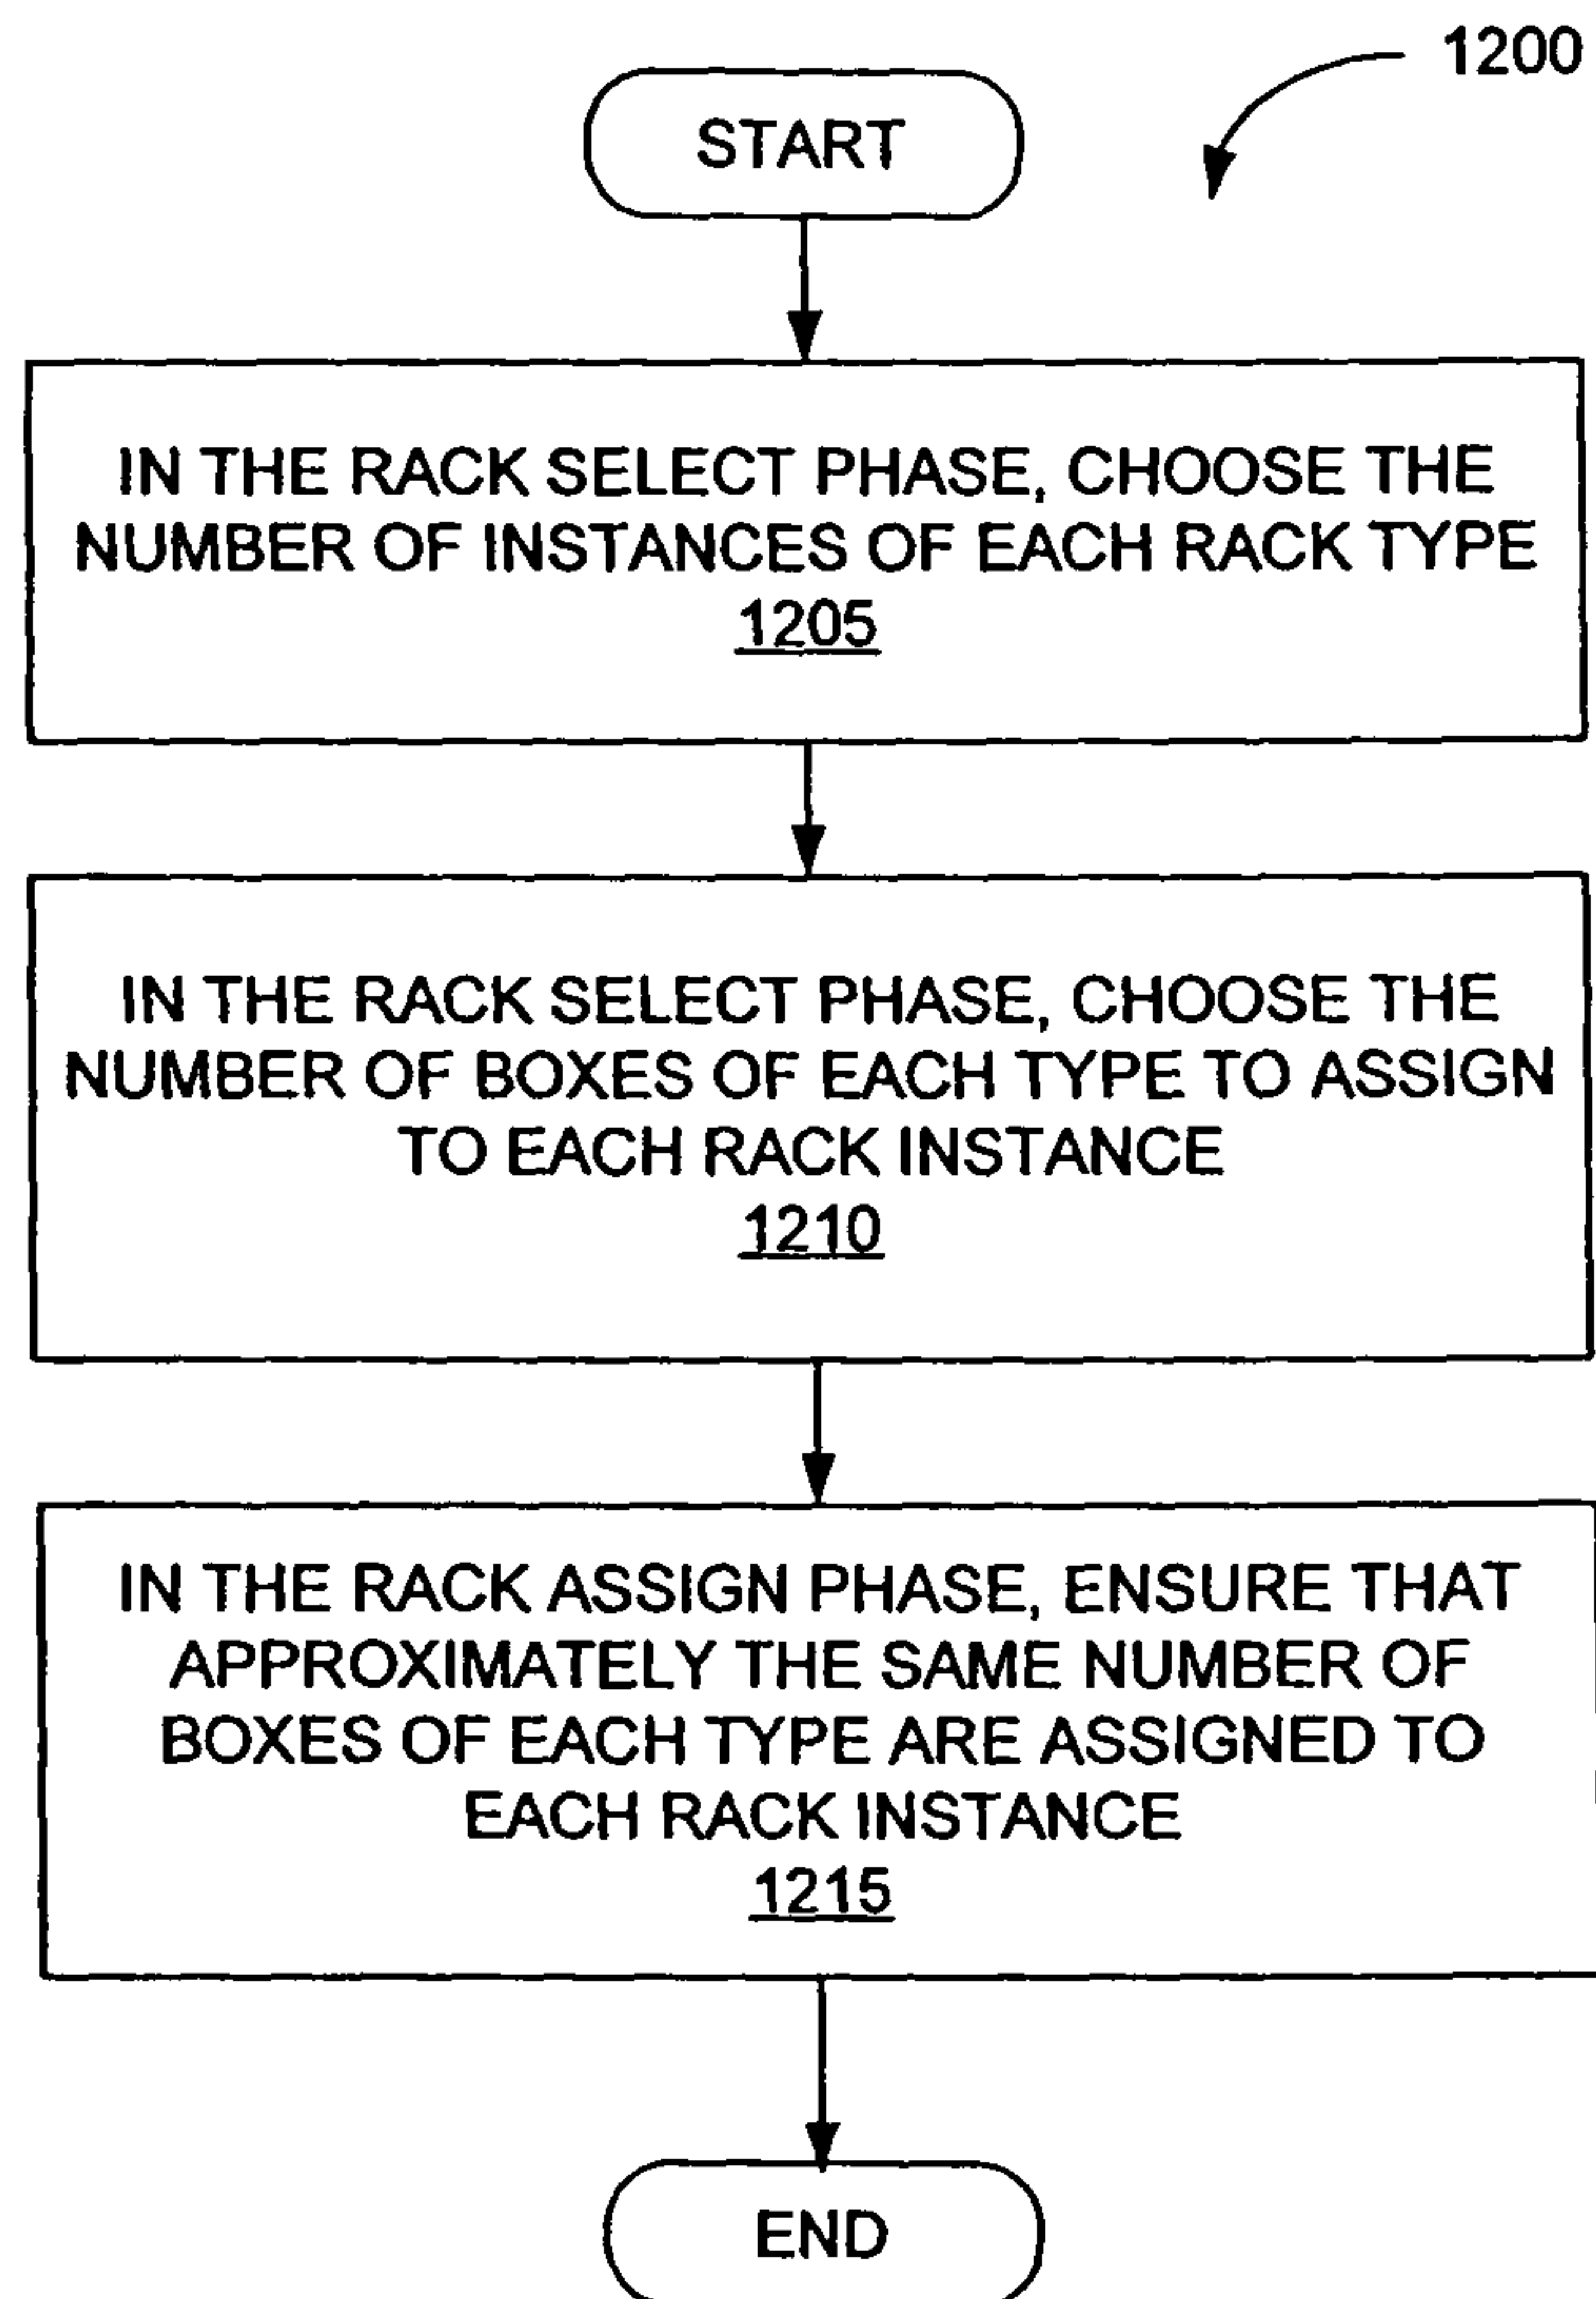 1200
START
IN THE RACK SELECT PHASE, CHOOSE THE
NUMBER OF INSTANCES OF EACH RACK TYPE
1205
IN THE RACK SELECT PHASE, CHOOSE THE
NUMBER OF BOXES OF EACH TYPE TO ASSIGN
TO EACH RACK INSTANCE
1210
IN THE RACK ASSIGN PHASE, ENSURE THAT
APPROXIMATELY THE SAME NUMBER OF
BOXES OF EACH TYPE ARE ASSIGNED TO
EACH RACK INSTANCE
1215
END